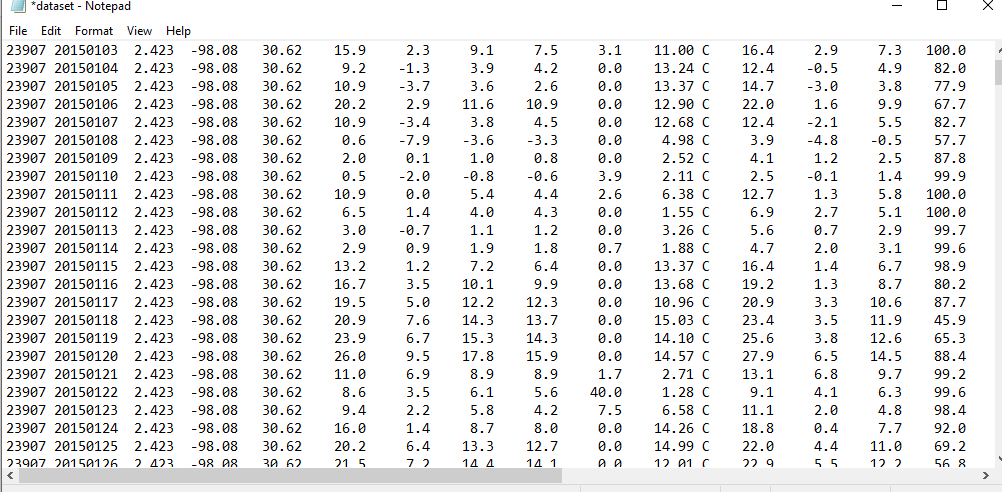 *dataset - Notepad
File Edit Format View Help
23907 20150103 2.423 -98.08 30.62 15.9 2.3 9.1 7.5 3.1 11.00 C 16.4 2.9 7.3 100.0
23907 20150104 2.423 -98.08 30.62 9.2 -1.3 3.9 4.2 0.0 13.24 C 12.4 -0.5 4.9 82.0
23907 20150105 2.423 -98.08 30.62 10.9 -3.7 3.6 2.6 0.0 13.37 C 14.7 -3.0 3.8 77.9
23907 20150106 2.423 -98.08 30.62 20.2 2.9 11.6 10.9 0.0 12.90 C 22.0 1.6 9.9 67.7
23907 20150107 2.423 -98.08 30.62 10.9 -3.4 3.8 4.5 0.0 12.68 C 12.4 -2.1 5.5 82.7
23907 20150108 2.423 -98.08 30.62 0.6 -7.9 -3.6 -3.3 0.0 4.98 C 3.9 -4.8 -0.5 57.7
23907 20150109 2.423 -98.08 30.62 2.0 0.1 1.0 0.8 0.0 2.52 C 4.1 1.2 2.5 87.8
23907 20150110 2.423 -98.08 30.62 0.5 -2.0 -0.8 -0.6 3.9 2.11 C 2.5 -0.1 1.4 99.9
23907 20150111 2.423 -98.08 30.62 10.9 0.0 5.4 4.4 2.6 6.38 C 12.7 1.3 5.8 100.0
23907 20150112 2.423 -98.08 30.62 6.5 1.4 4.0 4.3 0.0 1.55 C 6.9 2.7 5.1 100.0
23907 20150113 2.423 -98.08 30.62 3.0 -0.7 1.1 1.2 0.0 3.26 C 5.6 0.7 2.9 99.7
23907 20150114 2.423 -98.08 30.62 2.9 0.9 1.9 1.8 0.7 1.88 C 4.7 2.0 3.1 99.6
23907 20150115 2.423 -98.08 30.62 13.2 1.2 7.2 6.4 0.0 13.37 C 16.4 1.4 6.7 98.9
23907 20150116 2.423 -98.08 30.62 16.7 3.5 10.1 9.9 0.0 13.68 C 19.2 1.3 8.7 80.2
23907 20150117 2.423 -98.08 30.62 19.5 5.0 12.2 12.3 0.0 10.96 C 20.9 3.3 10.6 87.7
23907 20150118 2.423 -98.08 30.62 20.9 7.6 14.3 13.7 0.0 15.03 C 23.4 3.5 11.9 45.9
23907 20150119 2.423 -98.08 30.62 23.9 6.7 15.3 14.3 0.0 14.10 C 25.6 3.8 12.6 65.3
23907 20150120 2.423 -98.08 30.62 26.0 9.5 17.8 15.9 0.0 14.57 C 27.9 6.5 14.5 88.4
23907 20150121 2.423 -98.08 30.62 11.0 6.9 8.9 8.9 1.7 2.71 C 13.1 6.8 9.7 99.2
23907 20150122 2.423 -98.08 30.62 8.6 3.5 6.1 5.6 40.0 1.28 C 9.1 4.1 6.3 99.6
23907 20150123 2.423 -98.08 30.62 9.4 2.2 5.8 4.2 7.5 6.58 C 11.1 2.0 4.8 98.4
23907 20150124 2.423 -98.08 30.62 16.0 1.4 8.7 8.0 0.0 14.26 C 18.8 0.4 7.7 92.0
23907 20150125 2.423 -98.08 30.62 20.2 6.4 13.3 12.7 0.0 14.99 C 22.0 4.4 11.0 69.2
23907 20150126 2.423 -98.08 30.62 21.5 7.2 14.4 14.1 0.0 12.01 C 22.9 5.5 12.2 56.8